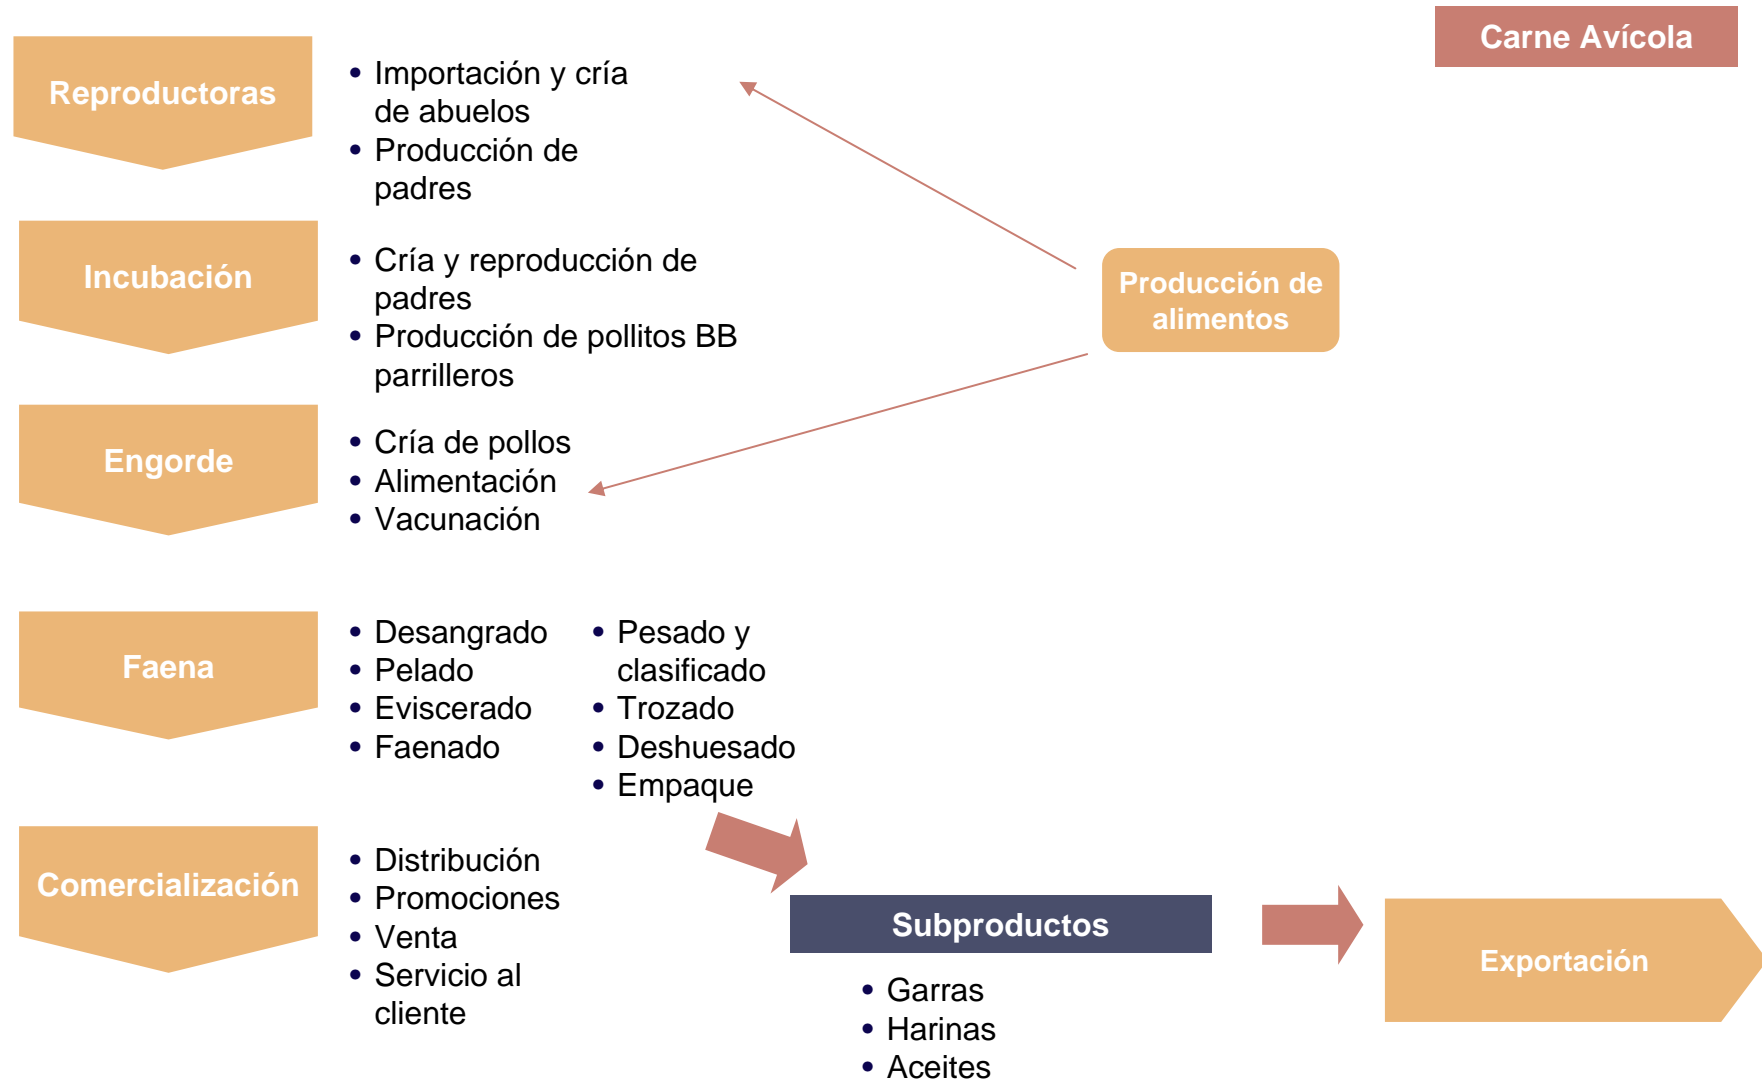 Carne Avícola
Reproductoras
• Importación y cría
de abuelos
• Producción de
padres
Incubación
• Cría y reproducción de
padres
• Producción de pollitos BB
parrilleros
Producción de
alimentos
Engorde
• Cría de pollos
• Alimentación
• Vacunación
Faena
• Desangrado
• Pelado
• Eviscerado
• Faenado
• Pesado y
clasificado
• Trozado
• Deshuesado
• Empaque
Comercialización
• Distribución
• Promociones
• Venta
• Servicio al
cliente
Subproductos
• Garras
• Harinas
• Aceites
Exportación